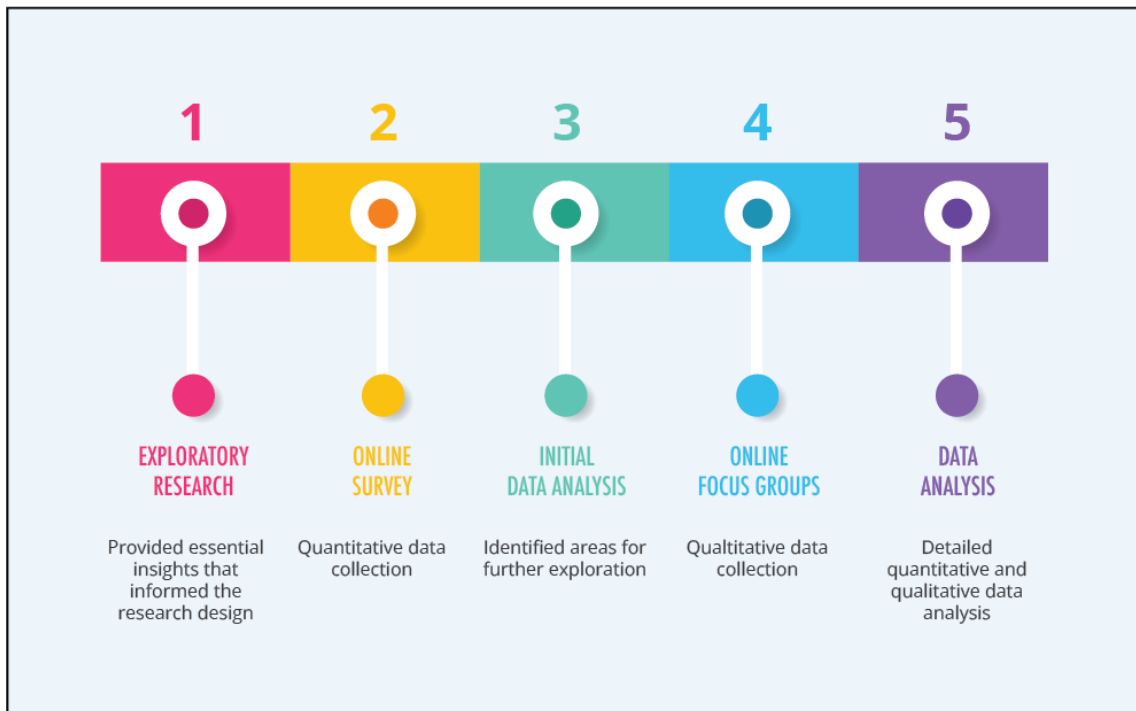 1
2
3
4
5
EXPLORATORY
RESEARCH
Provided essential
insights that
informed the
research design
ONLINE
SURVEY
Quantitative data
collection
INITIAL
DATA ANALYSIS
Identified areas for
further exploration
ONLINE
FOCUS GROUPS
Qualtitative data
collection
DATA
ANALYSIS
Detailed
quantitative and
qualitative data
analysis